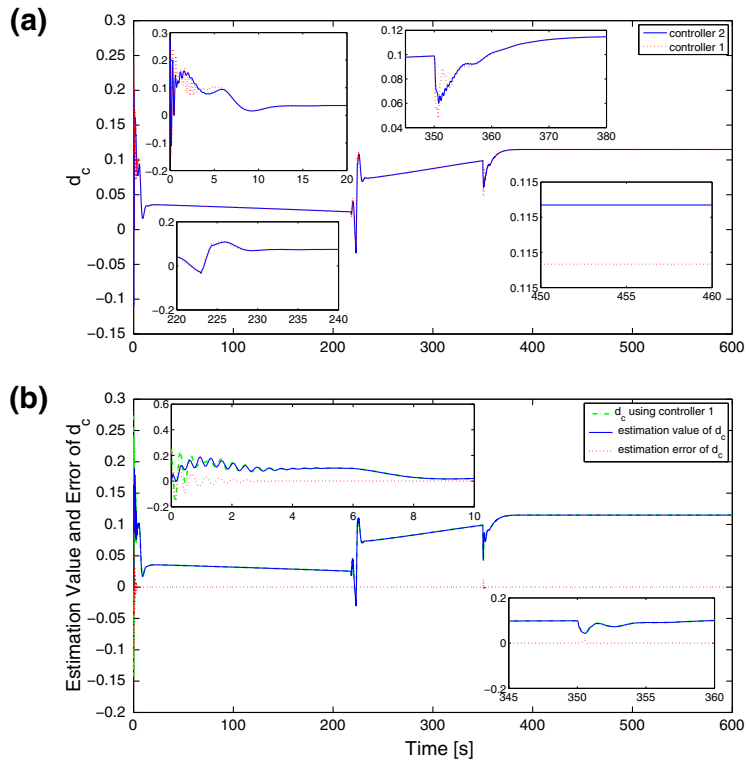 (a)
0.3
0.25
0.2
0.15
0.1
0.05
0
−0.05
−0.1
−0.15
d_c
0 100 200 300 400 500 600
controller 2
controller 1
0.3
0.2
0.1
0
−0.1
−0.2
0 5 10 15 20
0.12
0.1
0.08
0.06
0.04
350 360 370 380
0.2
0.1
0
−0.1
220 225 230 235 240
0.115
0.115
0.115
450 455 460
(b)
0.3
0.25
0.2
0.15
0.1
0.05
0
−0.05
−0.1
−0.15
−0.2
Estimation Value and Error of d_c
0 100 200 300 400 500 600
Time [s]
d_c using controller 1
estimation value of d_c
estimation error of d_c
0.6
0.4
0.2
0
−0.2
0 2 4 6 8 10
0.2
0
−0.2
345 350 355 360